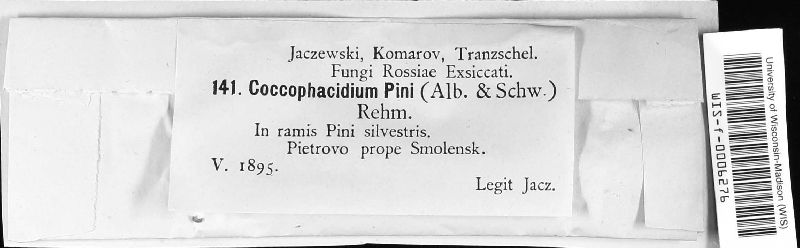 Jaczewski, Komarov, Tranzschel.
Fungi Rossiae Exsiccati.
141. Coccophacidium Pini (Alb. & Schw.)
Rehm.
In ramis Pini silvestris.
Pietrovo prope Smolensk.
V. 1895.
Legit Jacz.
University of Wisconsin-Madison (WIS)
WIS-f-0006276